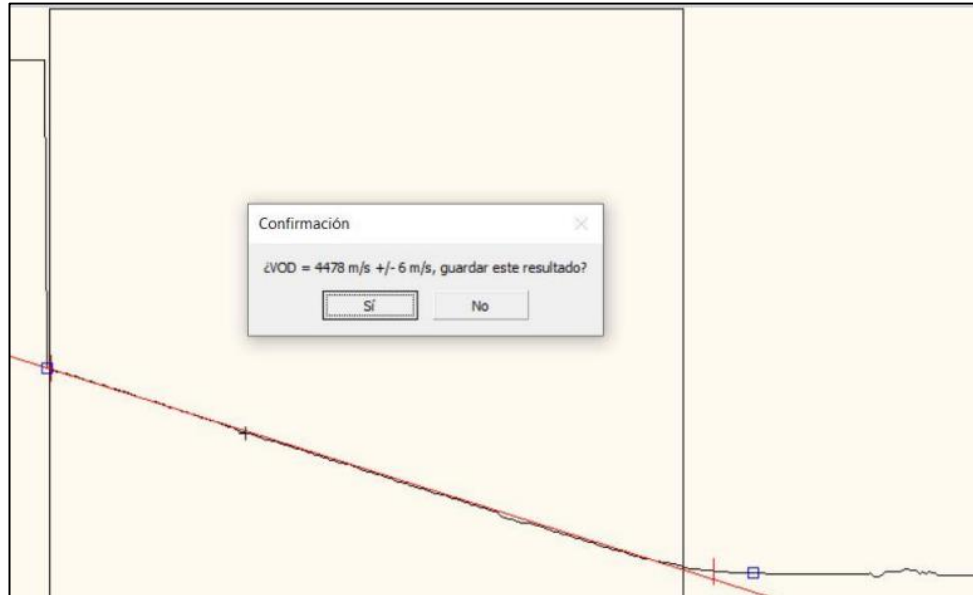 Confirmación
¿VOD = 4478 m/s +/- 6 m/s, guardar este resultado?
Sí
No